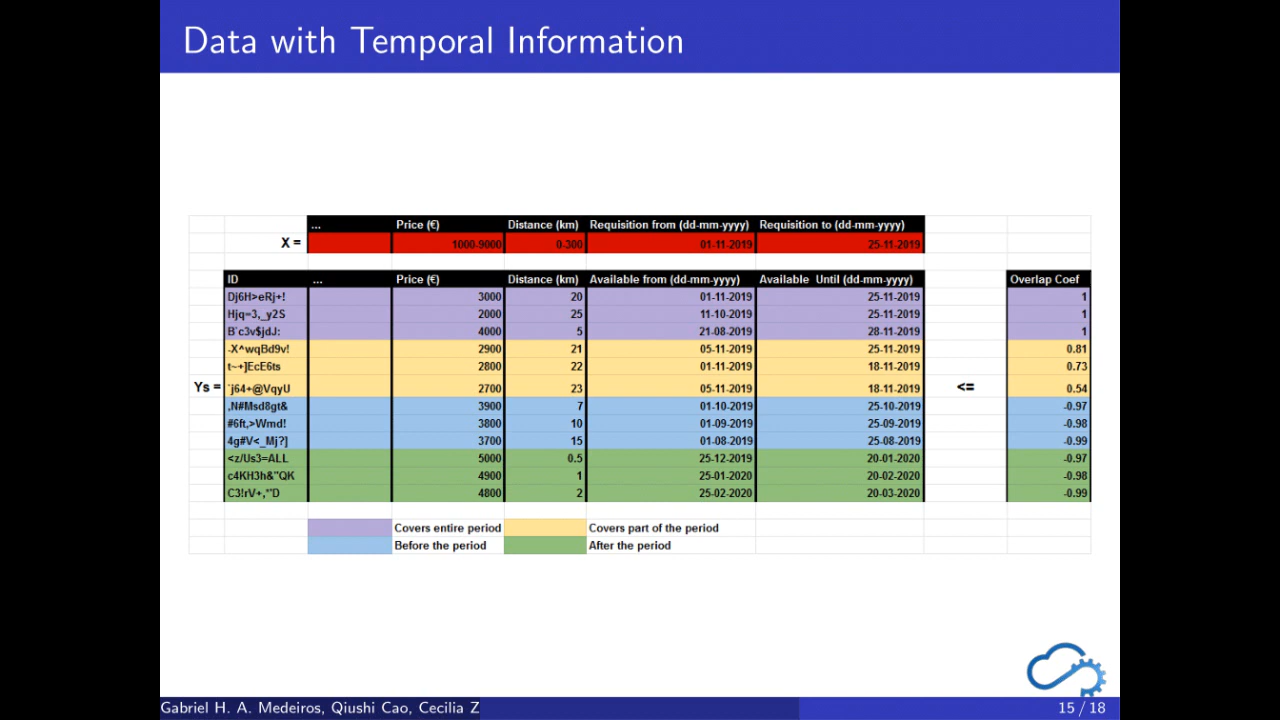 Data with Temporal Information
... Price (€) Distance (km) Requisition from (dd-mm-yyyy) Requisition to (dd-mm-yyyy)
X = 1000-9000 0-300 01-11-2019 25-11-2019
ID ... Price (€) Distance (km) Available from (dd-mm-yyyy) Available Until (dd-mm-yyyy) Overlap Coef
Dj6H>eRj+! 3000 20 01-11-2019 25-11-2019 1
Hjq=3,_y2S 2000 25 11-10-2019 25-11-2019 1
B`c3v$jdJ: 4000 5 21-08-2019 28-11-2019 1
-X^wqBd9v! 2900 21 05-11-2019 25-11-2019 0.81
t~+]EcE6ts 2800 22 01-11-2019 18-11-2019 0.73
Ys = `j64+@VqyU 2700 23 05-11-2019 18-11-2019 <= 0.54
,N#Msd8gt& 3900 7 01-10-2019 25-10-2019 -0.97
#6ft,>Wmd! 3800 10 01-09-2019 25-09-2019 -0.98
4g#V<_Mj?] 3700 15 01-08-2019 25-08-2019 -0.99
<z/Us3=ALL 5000 0.5 25-12-2019 20-01-2020 -0.97
c4KH3h&"QK 4900 1 25-01-2020 20-02-2020 -0.98
C3!rV+,*"D 4800 2 25-02-2020 20-03-2020 -0.99
Covers entire period Covers part of the period
Before the period After the period
Gabriel H. A. Medeiros, Qiushi Cao, Cecilia Z 15 / 18